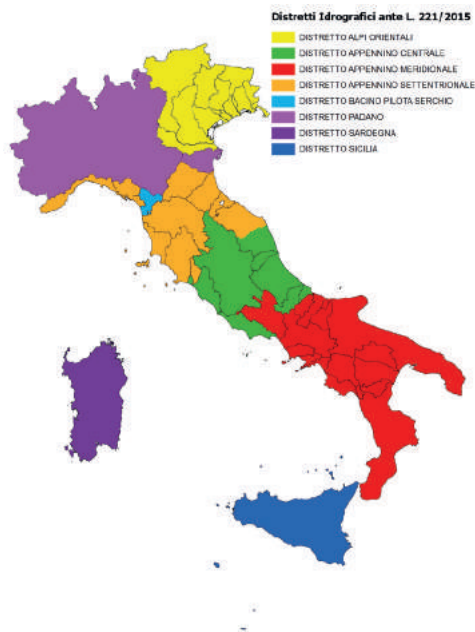 Distretti Idrografici ante L. 221/2015
DISTRETTO ALPI ORIENTALI
DISTRETTO APPENNINO CENTRALE
DISTRETTO APPENNINO MERIDIONALE
DISTRETTO APPENNINO SETTENTRIONALE
DISTRETTO BACINO PILOTA SERCHIO
DISTRETTO PADANO
DISTRETTO SARDEGNA
DISTRETTO SICILIA